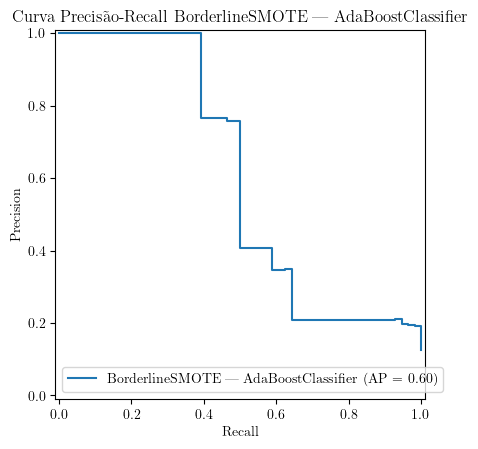 Curva Precisão-Recall BorderlineSMOTE — AdaBoostClassifier
1.0
0.8
0.6
0.4
0.2
0.0
Precision
BorderlineSMOTE — AdaBoostClassifier (AP = 0.60)
0.0 0.2 0.4 0.6 0.8 1.0
Recall